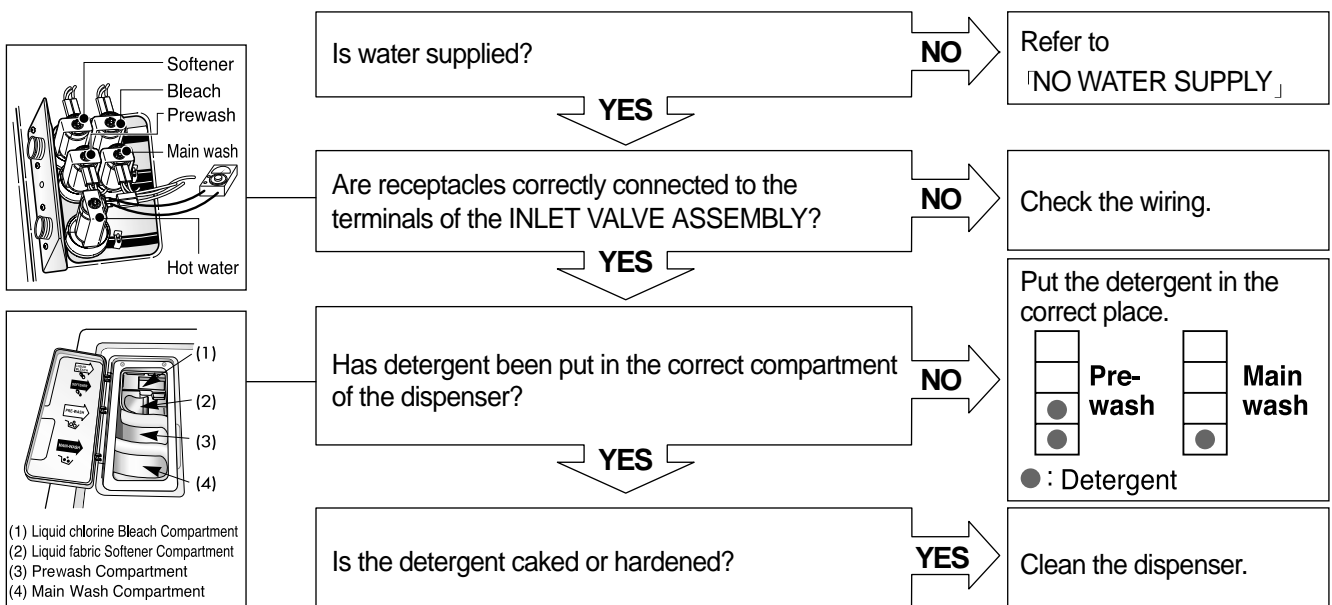 Softener
Bleach
Prewash
Main wash
Hot water
Is water supplied?
NO
Refer to
「NO WATER SUPPLY」
YES
Are receptacles correctly connected to the
terminals of the INLET VALVE ASSEMBLY?
NO
Check the wiring.
YES
(1)
(2)
(3)
(4)
PRE-WASH
MAIN WASH
(1) Liquid chlorine Bleach Compartment
(2) Liquid fabric Softener Compartment
(3) Prewash Compartment
(4) Main Wash Compartment
Has detergent been put in the correct compartment
of the dispenser?
NO
Put the detergent in the
correct place.
Pre-
wash
Main
wash
: Detergent
YES
Is the detergent caked or hardened?
YES
Clean the dispenser.